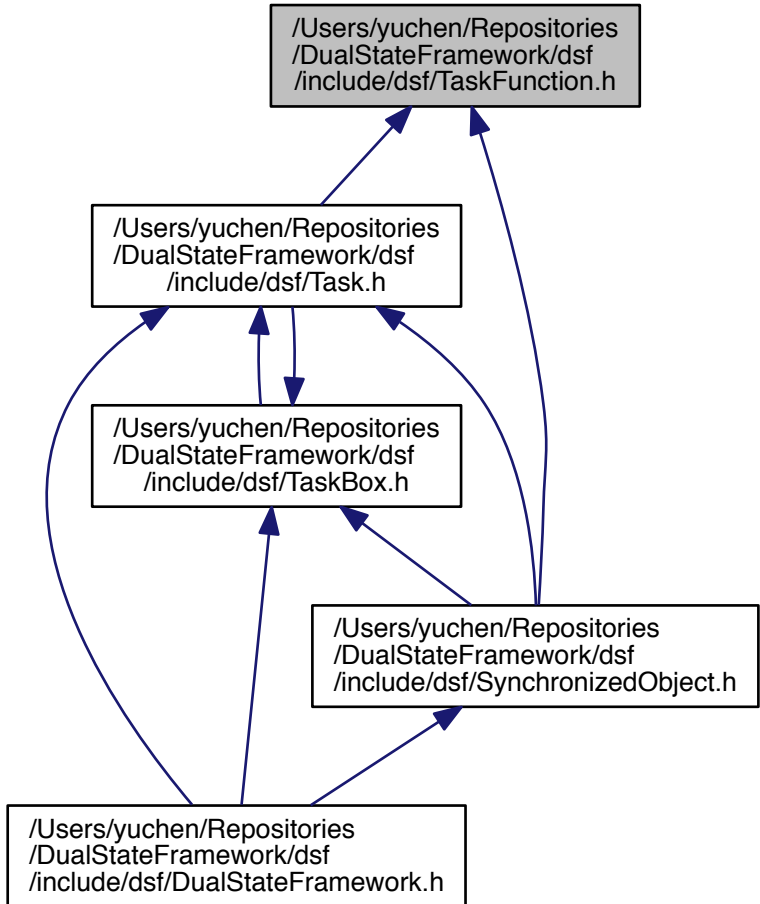 /Users/yuchen/Repositories
/DualStateFramework/dsf
/include/dsf/TaskFunction.h
/Users/yuchen/Repositories
/DualStateFramework/dsf
/include/dsf/Task.h
/Users/yuchen/Repositories
/DualStateFramework/dsf
/include/dsf/TaskBox.h
/Users/yuchen/Repositories
/DualStateFramework/dsf
/include/dsf/SynchronizedObject.h
/Users/yuchen/Repositories
/DualStateFramework/dsf
/include/dsf/DualStateFramework.h